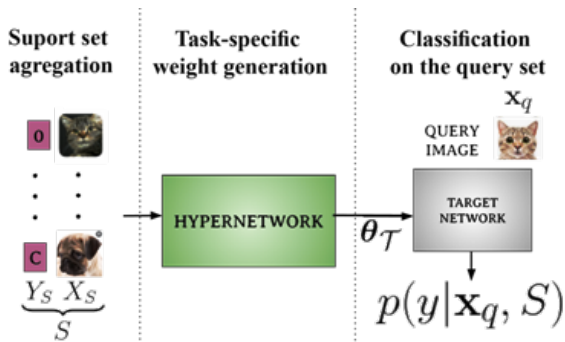 Suport set
agregation
Task-specific
weight generation
Classification
on the query set
x_q
QUERY
IMAGE
0
C
Y_S X_S
S
HYPERNETWORK
θ_𝒯
TARGET
NETWORK
p(y|x_q, S)